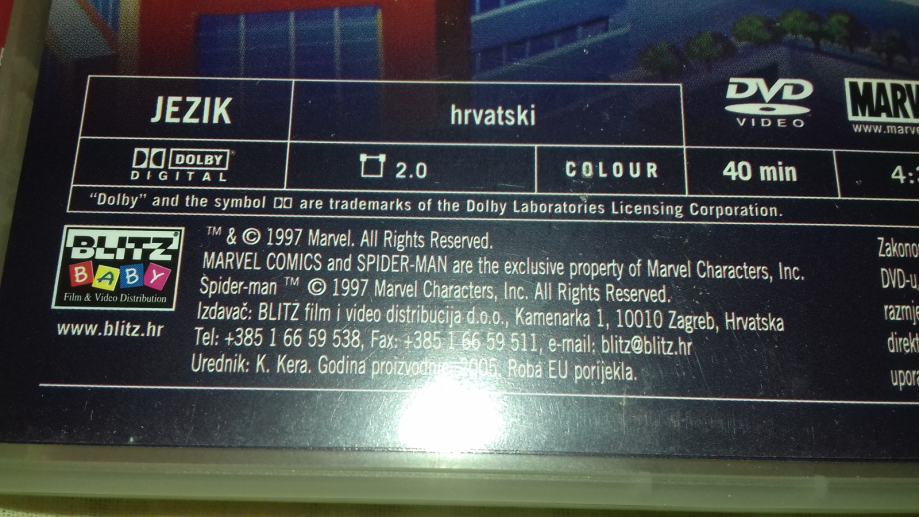 JEZIK
hrvatski
DVD
VIDEO
MARV
www.marve
DOLBY
DIGITAL
2.0
COLOUR
40 min
4:3
"Dolby" and the symbol are trademarks of the Dolby Laboratories Licensing Corporation.
BLITZ
BABY
Film & Video Distribution
www.blitz.hr
™ & © 1997 Marvel. All Rights Reserved.
MARVEL COMICS and SPIDER-MAN are the exclusive property of Marvel Characters, Inc.
Spider-man ™ © 1997 Marvel Characters, Inc. All Rights Reserved.
Izdavač: BLITZ film i video distribucija d.o.o., Kamenarka 1, 10010 Zagreb, Hrvatska
Tel: +385 1 66 59 538, Fax: +385 1 66 59 511, e-mail: blitz@blitz.hr
Urednik: K. Kera. Godina proizvodnje 2005. Roba EU porijekla.
Zakono
DVD-u
razmje
direkt
upora